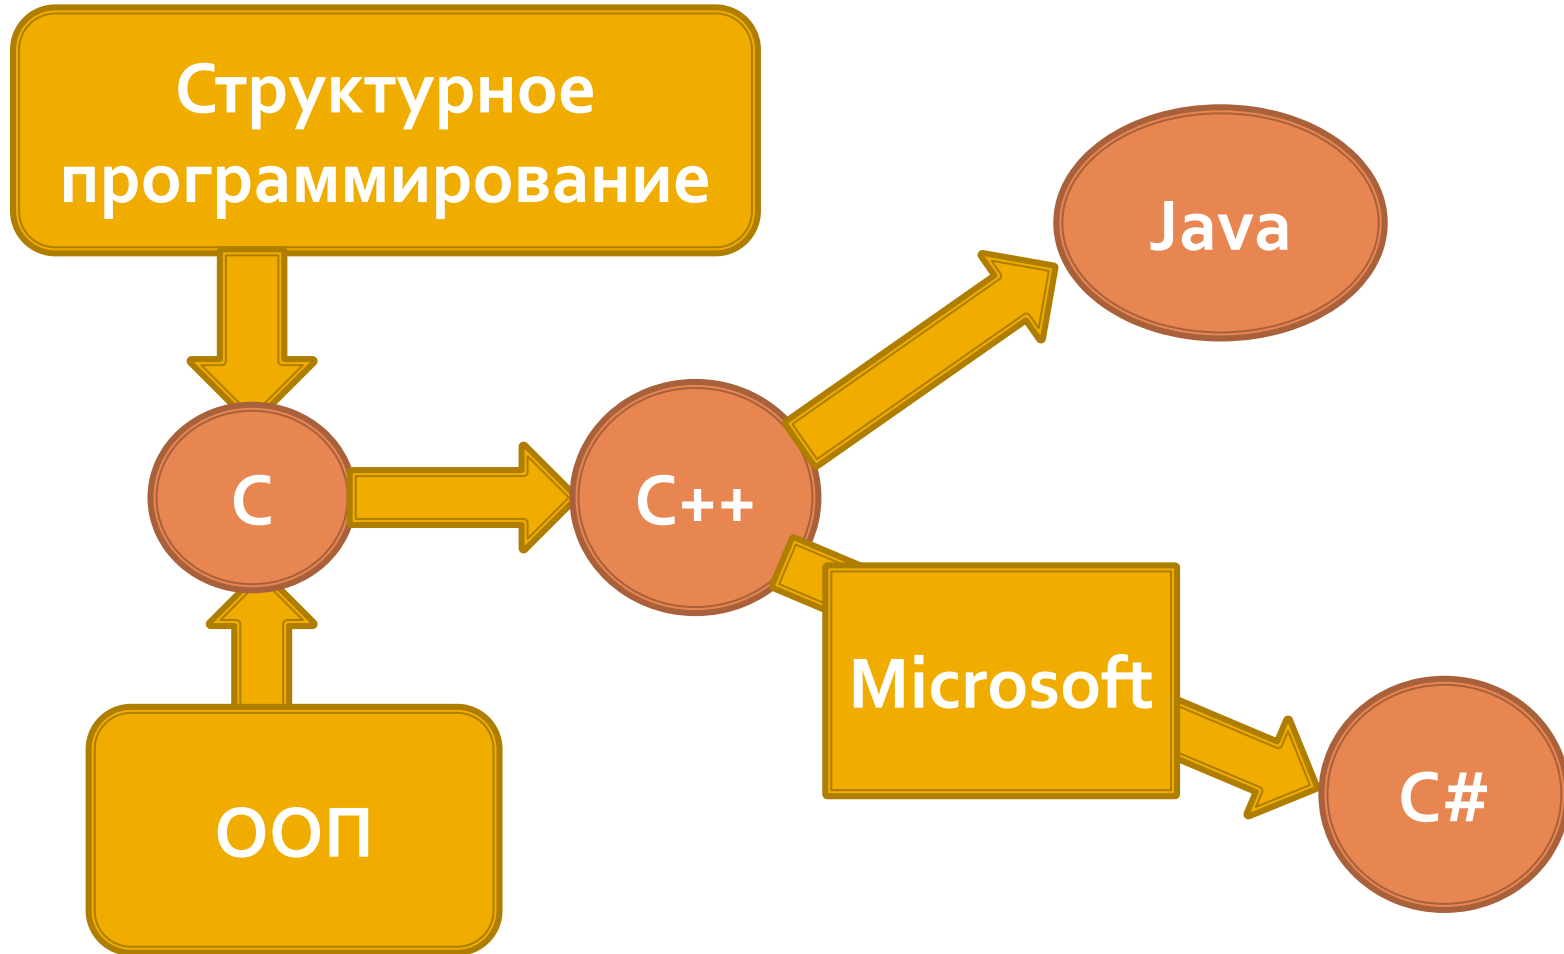 Структурное
программирование
Java
C
C++
Microsoft
ООП
C#